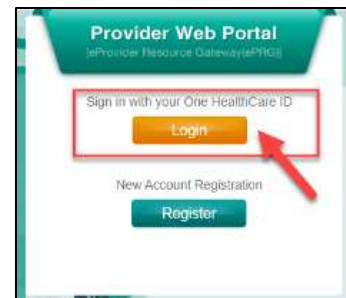 Provider Web Portal
[eProvider Resource Gateway(ePRG)]
Sign in with your One HealthCare ID
Login
New Account Registration
Register